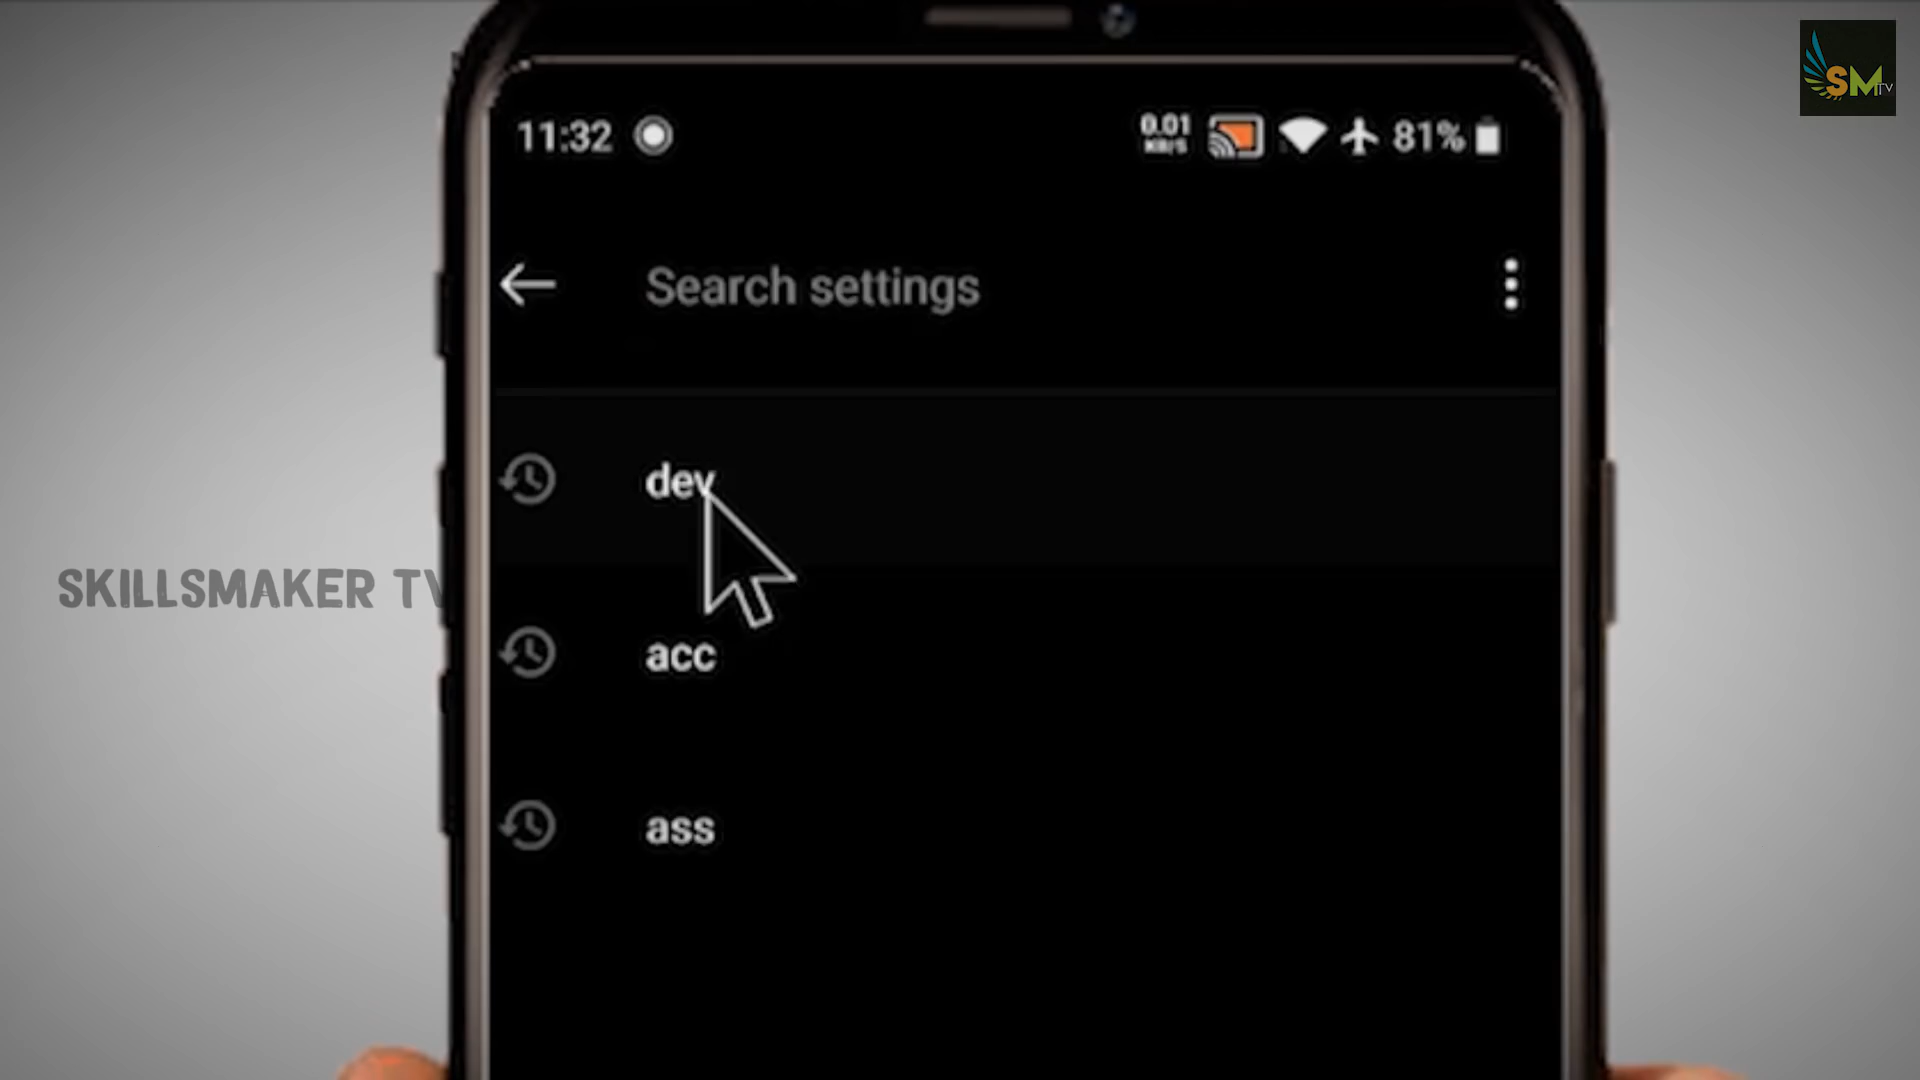 SM TV
11:32
0.01 KB/S
81%
Search settings
dev
SKILLSMAKER TV
acc
ass